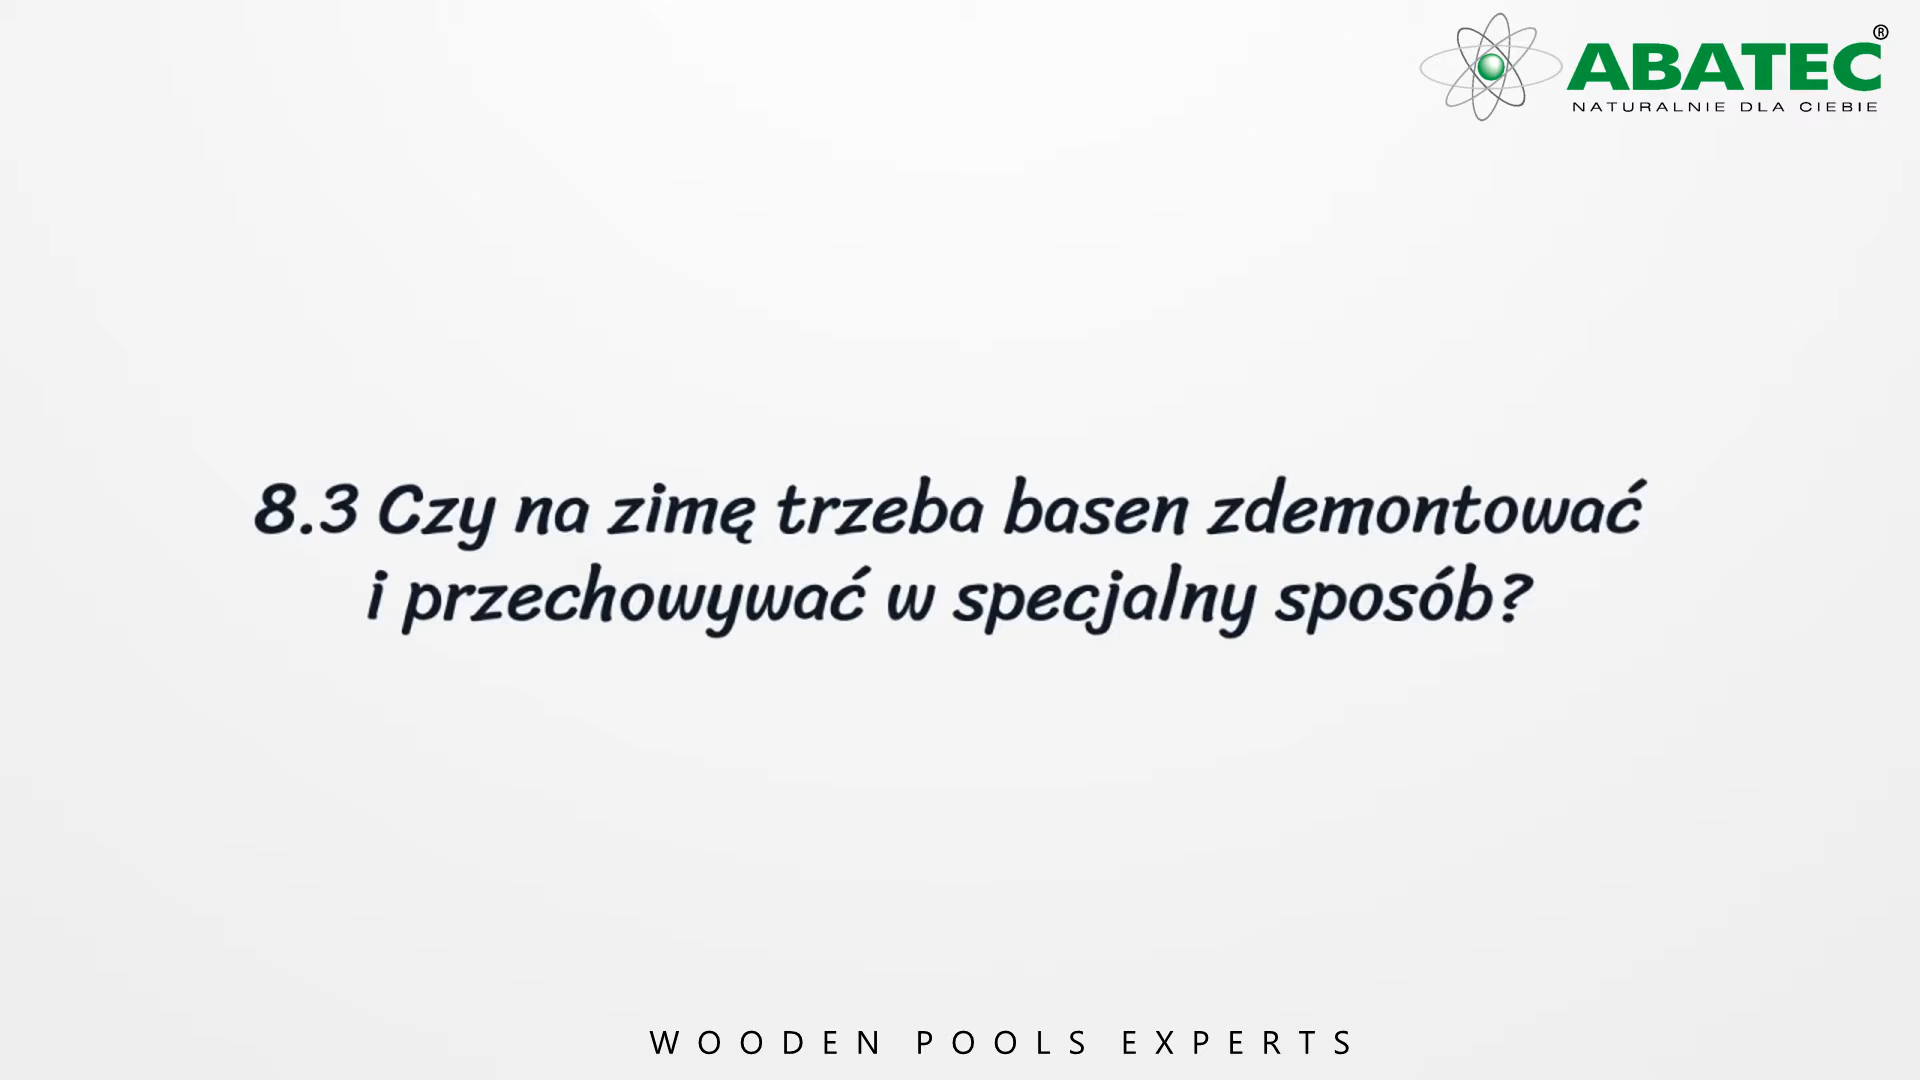 ABATEC®
NATURALNIE DLA CIEBIE
8.3 Czy na zimę trzeba basen zdemontować
i przechowywać w specjalny sposób?
WOODEN POOLS EXPERTS